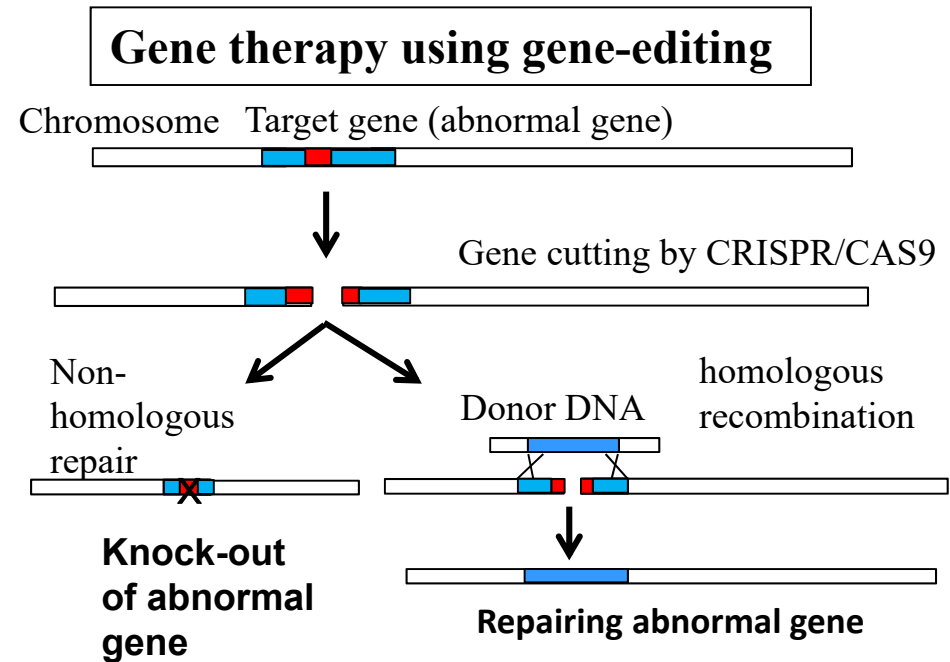 Gene therapy using gene-editing
Chromosome Target gene (abnormal gene)
Gene cutting by CRISPR/CAS9
Non-
homologous
repair
Donor DNA
homologous
recombination
X
Knock-out
of abnormal
gene
Repairing abnormal gene